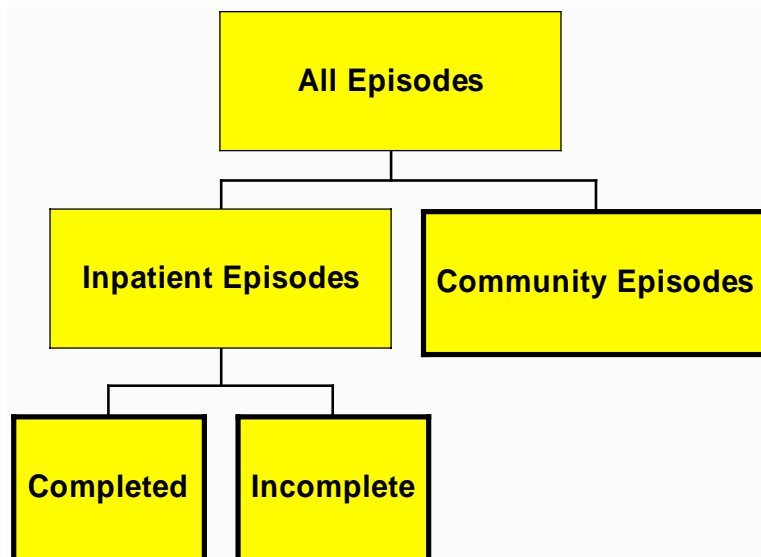 All Episodes
Inpatient Episodes
Community Episodes
Completed
Incomplete